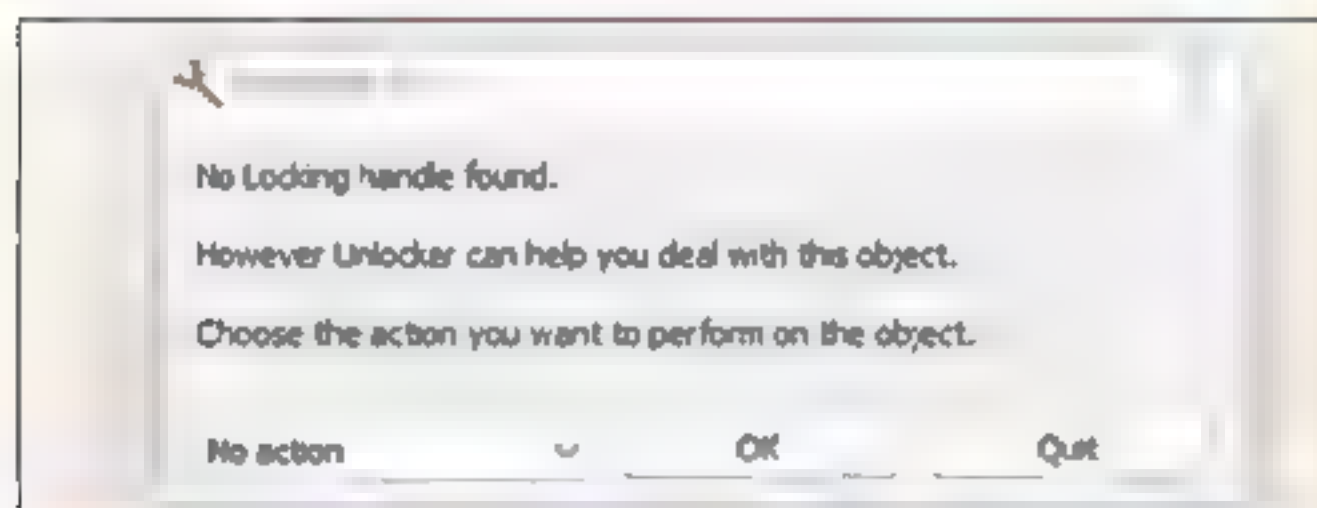 No Locking handle found.
However Unlocker can help you deal with this object.
Choose the action you want to perform on the object.
No action OK Quit